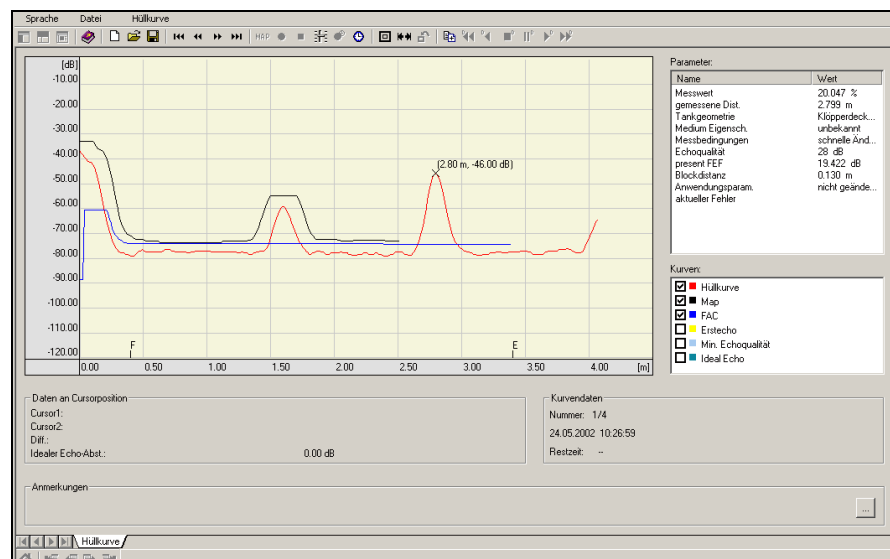 Sprache Datei Hüllkurve
MAP
[dB]
-10.00
-20.00
-30.00
-40.00
-50.00
-60.00
-70.00
-80.00
-90.00
-100.00
-110.00
-120.00
(2.80 m, -46.00 dB)
F E
0.00 0.50 1.00 1.50 2.00 2.50 3.00 3.50 4.00 [m]
Parameter:
Name Wert
Messwert 20.047 %
gemessene Dist. 2.799 m
Tankgeometrie Klöpperdeck...
Medium Eigensch. unbekannt
Messbedingungen schnelle Änd...
Echoqualität 28 dB
present FEF 19.422 dB
Blockdistanz 0.130 m
Anwendungsparam. nicht geände...
aktueller Fehler
Kurven:
Hüllkurve
Map
FAC
Erstecho
Min. Echoqualität
Ideal Echo
Daten an Cursorposition
Cursor1:
Cursor2:
Diff.:
Idealer Echo-Abst.: 0.00 dB
Kurvendaten
Nummer: 1/4
24.05.2002 10:26:59
Restzeit: --
Anmerkungen
...
Hüllkurve